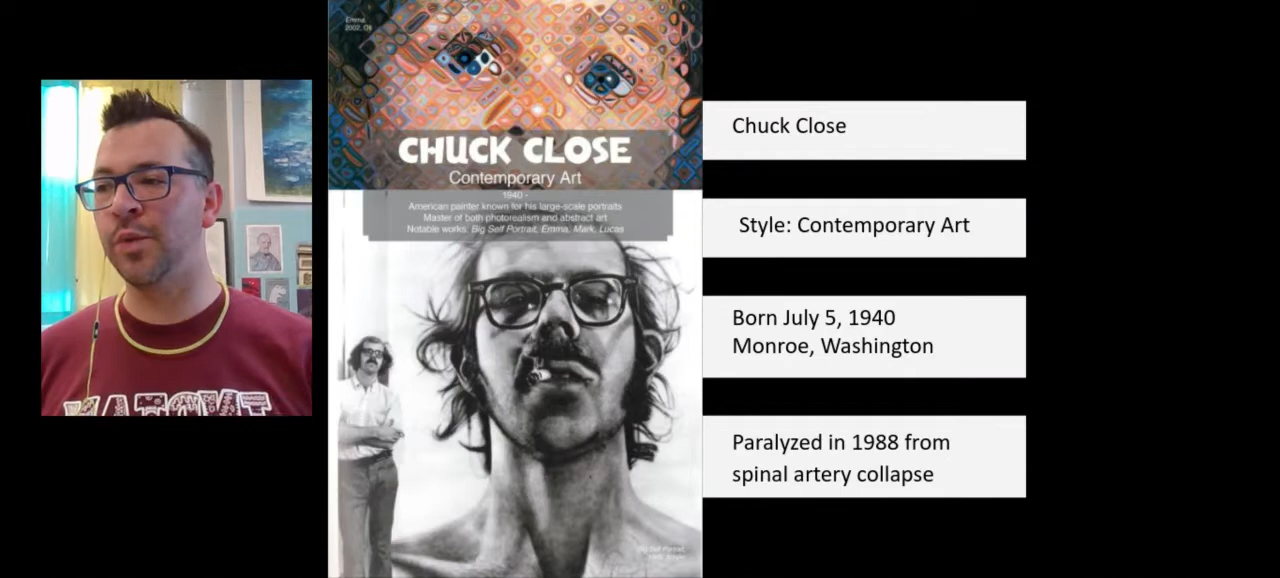 Emma,
2002, Oil
CHUCK CLOSE
Contemporary Art
1940 -
American painter known for his large-scale portraits
Master of both photorealism and abstract art
Notable works: Big Self Portrait, Emma, Mark, Lucas
Big Self Portrait,
Chuck Close
Style: Contemporary Art
Born July 5, 1940
Monroe, Washington
Paralyzed in 1988 from
spinal artery collapse